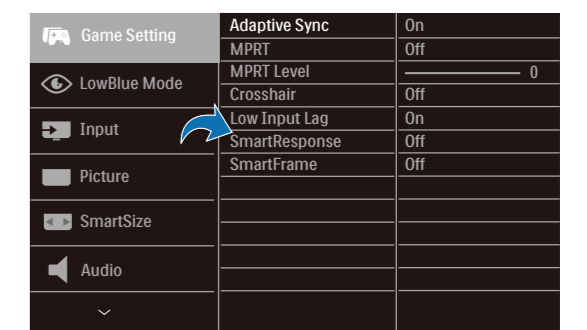 Game Setting
LowBlue Mode
Input
Picture
SmartSize
Audio
Adaptive Sync On
MPRT Off
MPRT Level 0
Crosshair Off
Low Input Lag On
SmartResponse Off
SmartFrame Off